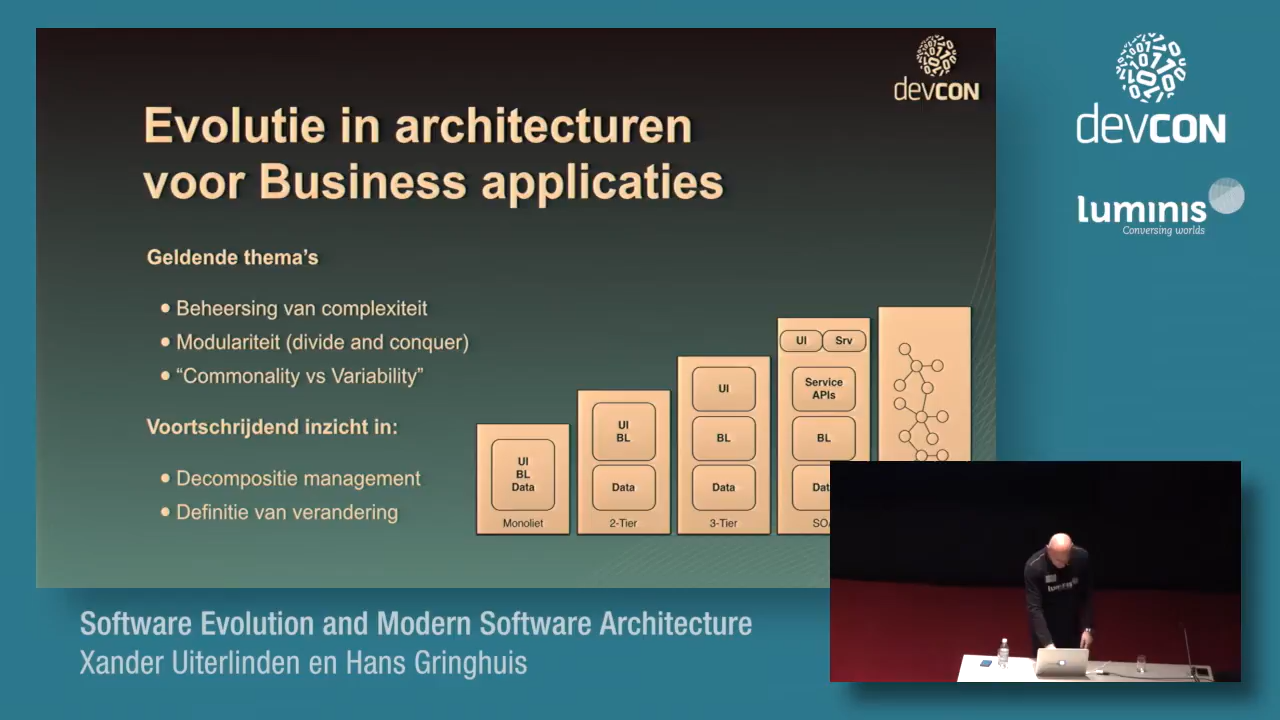 devCON
Evolutie in architecturen
voor Business applicaties
Geldende thema's
• Beheersing van complexiteit
• Modulariteit (divide and conquer)
• “Commonality vs Variability”
Voortschrijdend inzicht in:
• Decompositie management
• Definitie van verandering
UI
BL
Data
Monoliet
UI
BL
Data
2-Tier
UI
BL
Data
3-Tier
UI
Srv
Service
APIs
BL
devCON
luminis
Conversing worlds
luminis
Software Evolution and Modern Software Architecture
Xander Uiterlinden en Hans Gringhuis